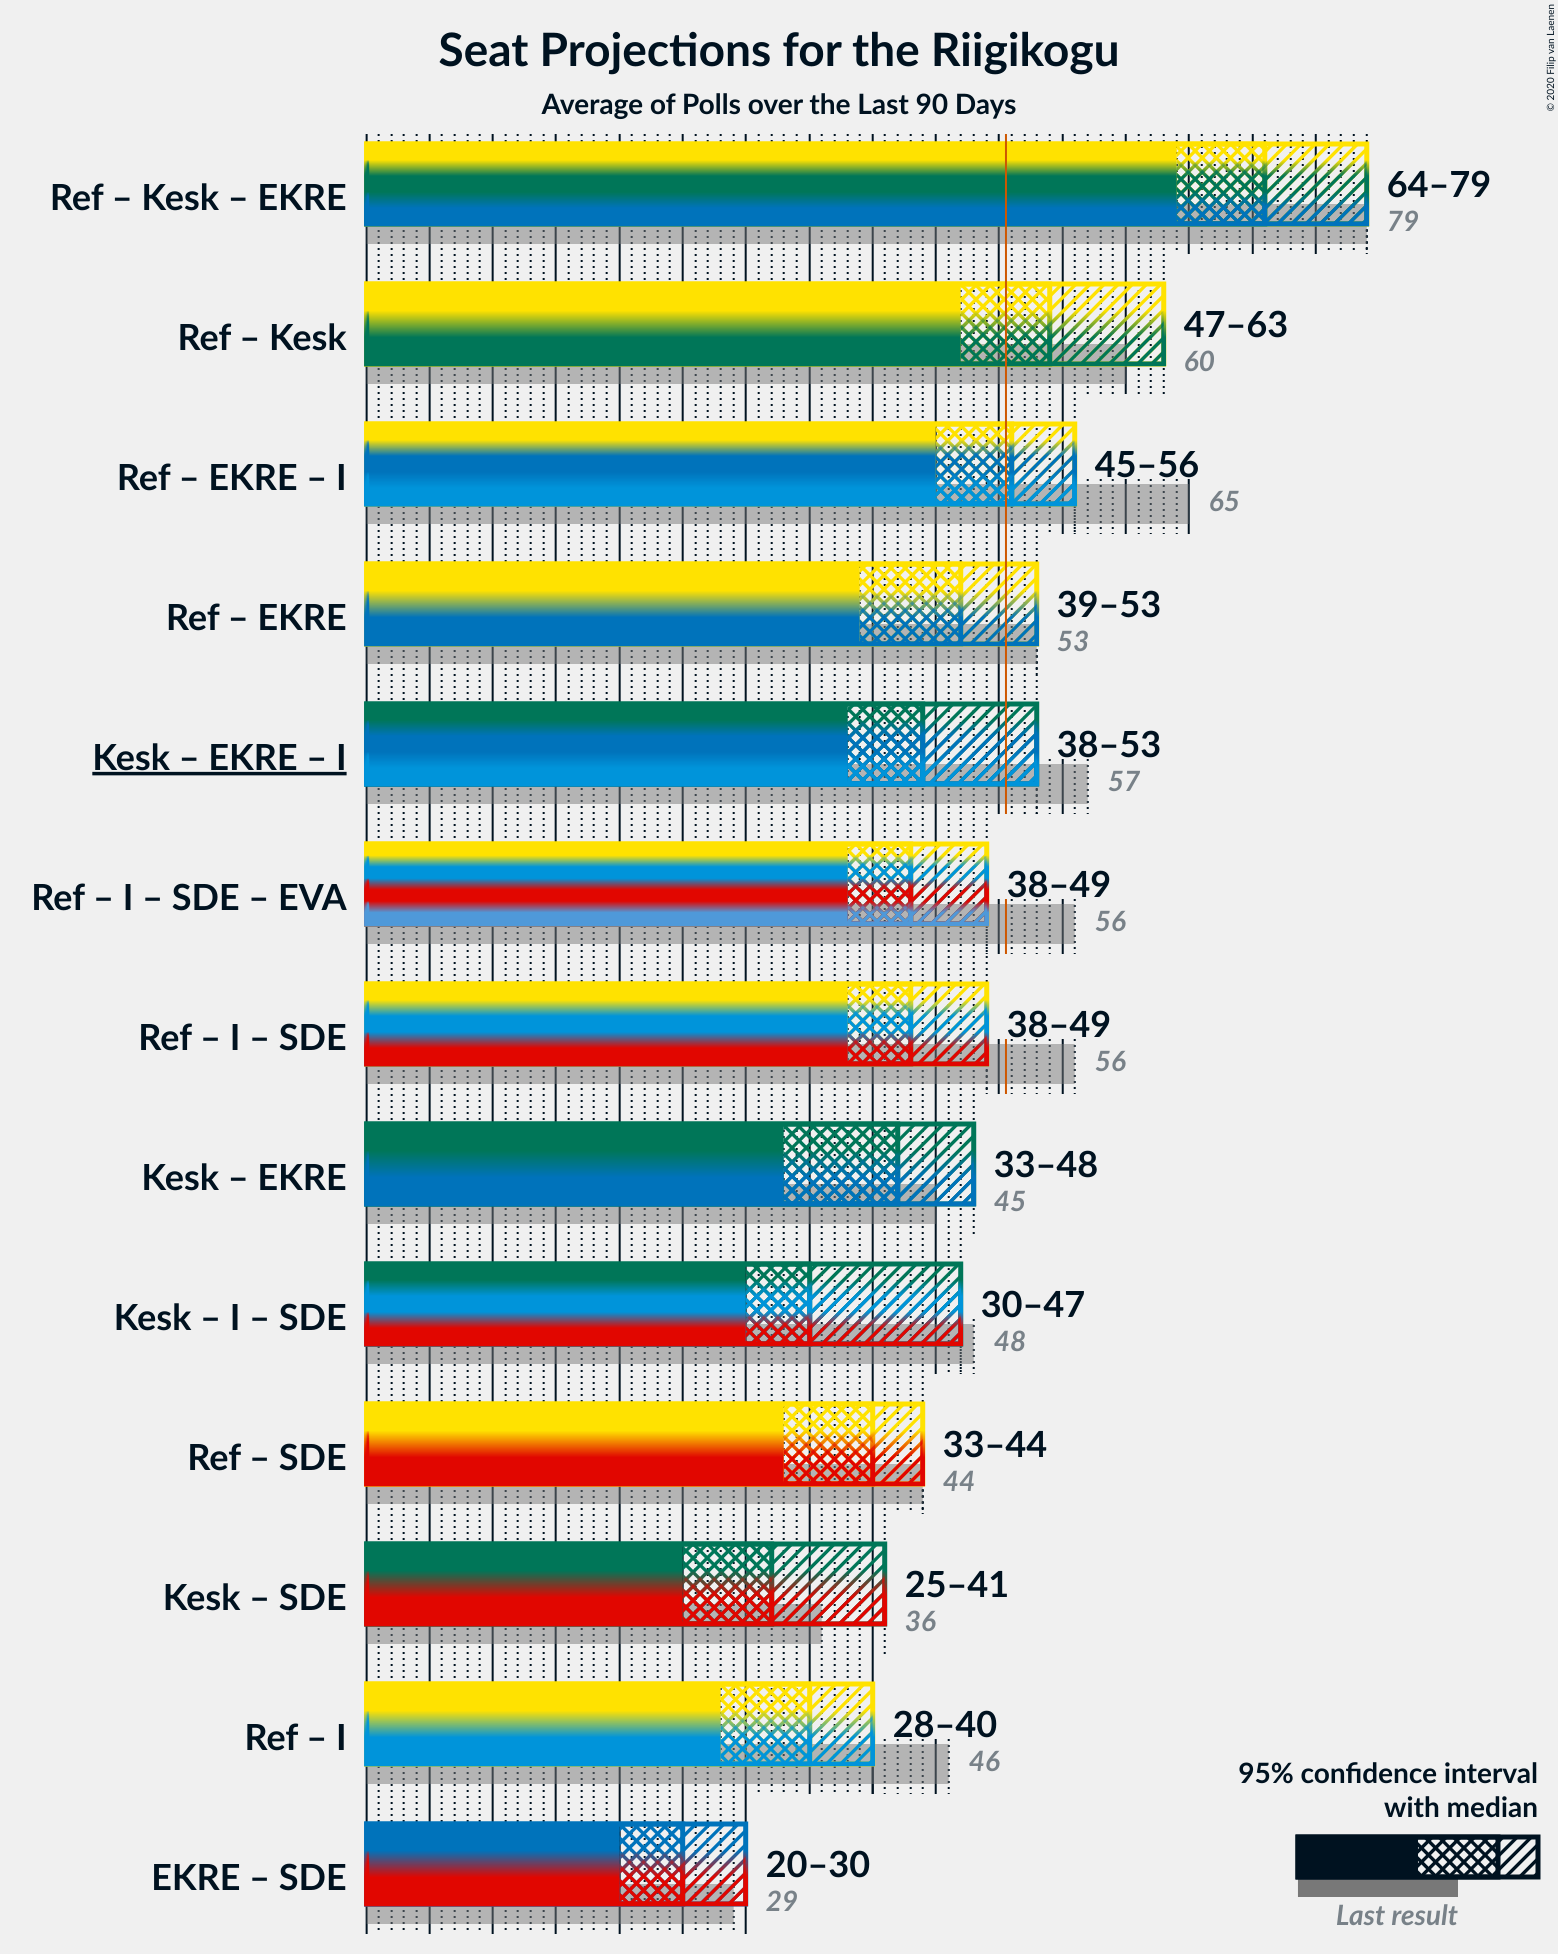 Seat Projections for the Riigikogu
Average of Polls over the Last 90 Days
© 2020 Filip van Laenen
Ref – Kesk – EKRE
64–79
79
Ref – Kesk
47–63
60
Ref – EKRE – I
45–56
65
Ref – EKRE
39–53
53
Kesk – EKRE – I
38–53
57
Ref – I – SDE – EVA
38–49
56
Ref – I – SDE
38–49
56
Kesk – EKRE
33–48
45
Kesk – I – SDE
30–47
48
Ref – SDE
33–44
44
Kesk – SDE
25–41
36
Ref – I
28–40
46
EKRE – SDE
20–30
29
95% confidence interval
with median
Last result